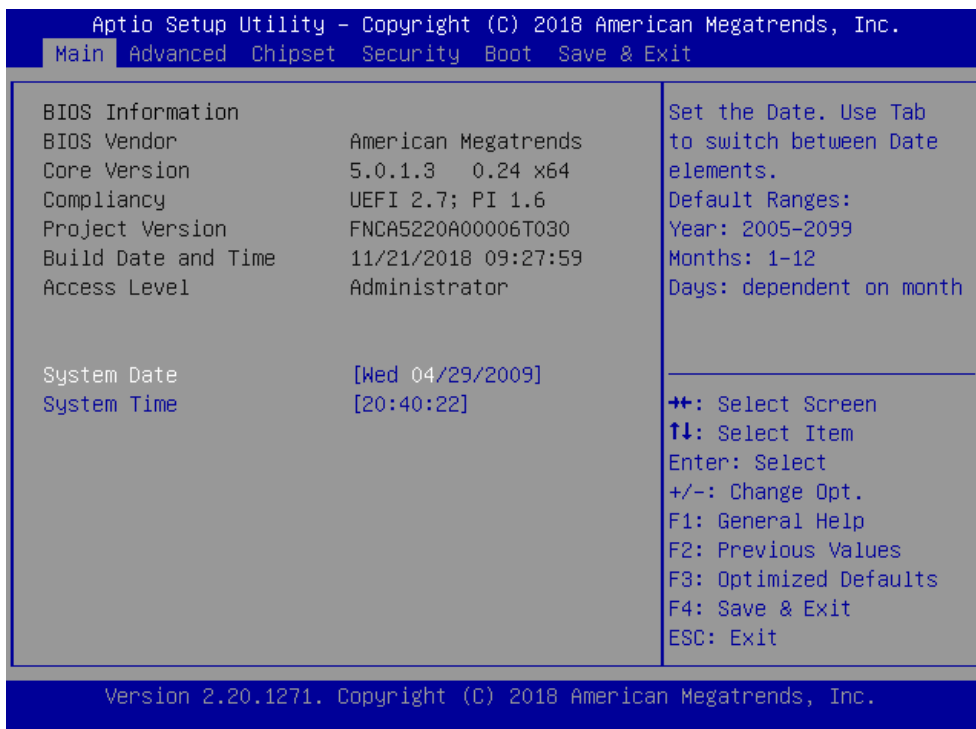 Aptio Setup Utility – Copyright (C) 2018 American Megatrends, Inc.
Main Advanced Chipset Security Boot Save & Exit
BIOS Information
BIOS Vendor American Megatrends
Core Version 5.0.1.3 0.24 x64
Compliancy UEFI 2.7; PI 1.6
Project Version FNCA5220A00006T030
Build Date and Time 11/21/2018 09:27:59
Access Level Administrator
System Date [Wed 04/29/2009]
System Time [20:40:22]
Set the Date. Use Tab
to switch between Date
elements.
Default Ranges:
Year: 2005-2099
Months: 1-12
Days: dependent on month
→←: Select Screen
↑↓: Select Item
Enter: Select
+/-: Change Opt.
F1: General Help
F2: Previous Values
F3: Optimized Defaults
F4: Save & Exit
ESC: Exit
Version 2.20.1271. Copyright (C) 2018 American Megatrends, Inc.